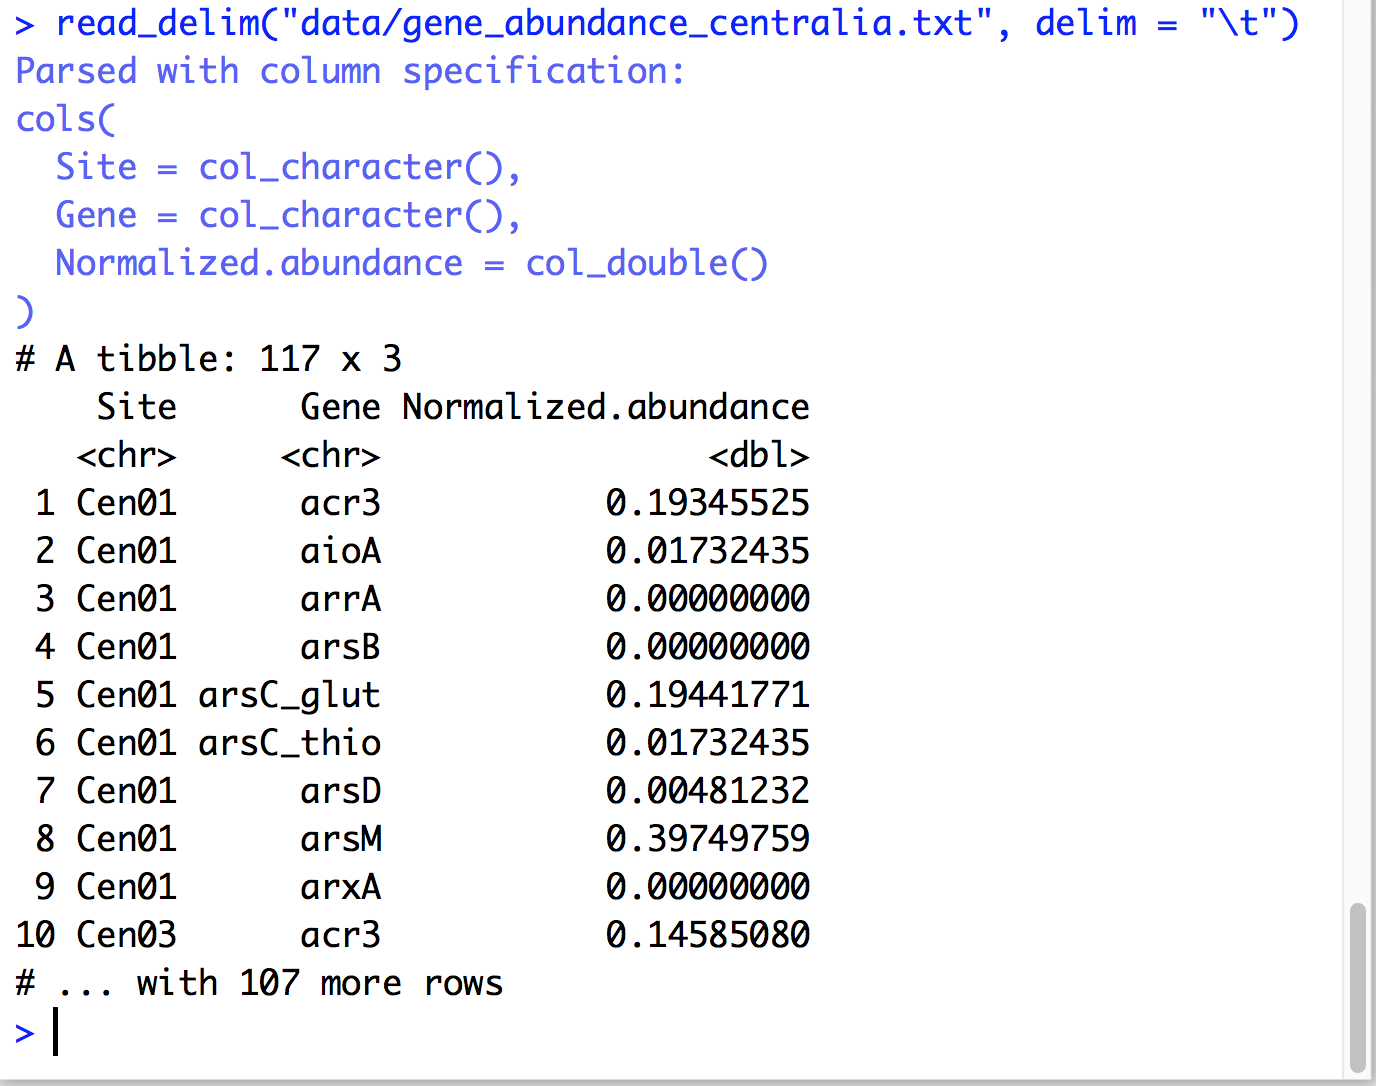 > read_delim("data/gene_abundance_centralia.txt", delim = "\t")
Parsed with column specification:
cols(
  Site = col_character(),
  Gene = col_character(),
  Normalized.abundance = col_double()
)
# A tibble: 117 x 3
    Site      Gene Normalized.abundance
   <chr>     <chr>                <dbl>
 1 Cen01      acr3           0.19345525
 2 Cen01      aioA           0.01732435
 3 Cen01      arrA           0.00000000
 4 Cen01      arsB           0.00000000
 5 Cen01 arsC_glut           0.19441771
 6 Cen01 arsC_thio           0.01732435
 7 Cen01      arsD           0.00481232
 8 Cen01      arsM           0.39749759
 9 Cen01      arxA           0.00000000
10 Cen03      acr3           0.14585080
# ... with 107 more rows
>